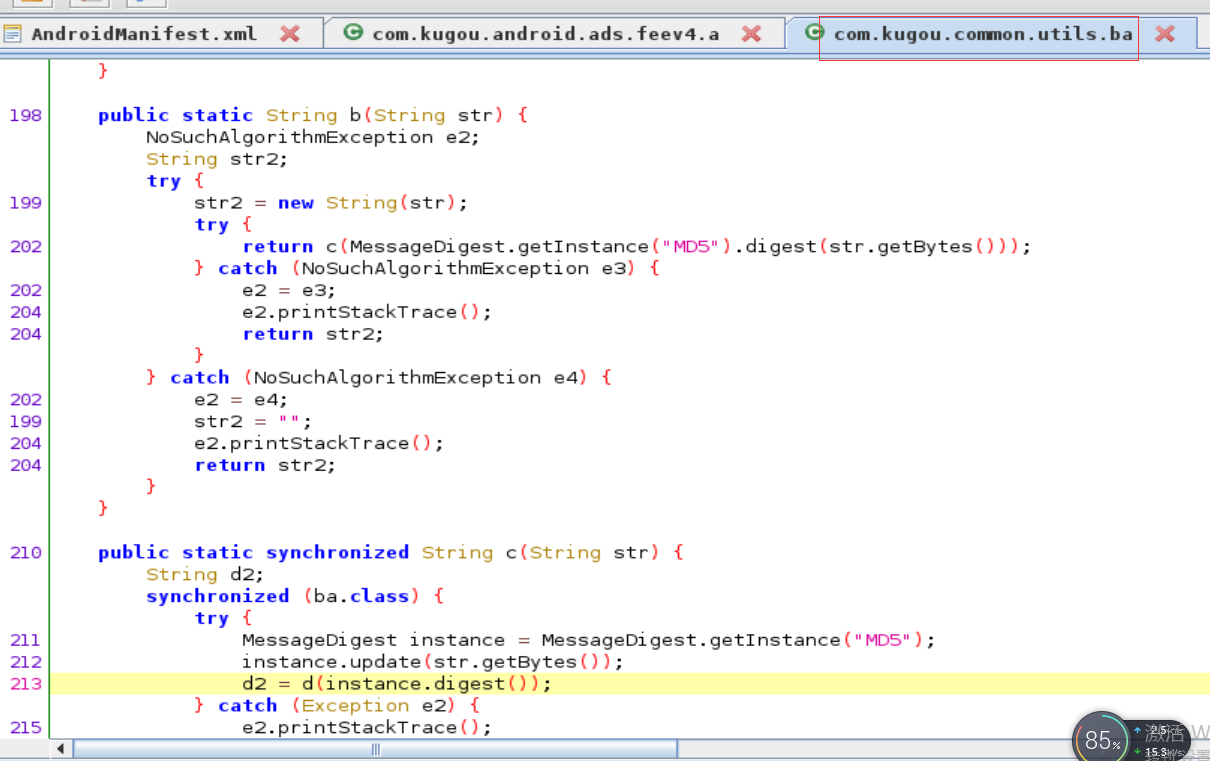 AndroidManifest.xml com.kugou.android.ads.feev4.a com.kugou.common.utils.ba
}
198 public static String b(String str) {
NoSuchAlgorithmException e2;
String str2;
try {
199 str2 = new String(str);
try {
202 return c(MessageDigest.getInstance("MD5").digest(str.getBytes()));
} catch (NoSuchAlgorithmException e3) {
202 e2 = e3;
204 e2.printStackTrace();
204 return str2;
}
} catch (NoSuchAlgorithmException e4) {
202 e2 = e4;
199 str2 = "";
204 e2.printStackTrace();
204 return str2;
}
}
210 public static synchronized String c(String str) {
String d2;
synchronized (ba.class) {
try {
211 MessageDigest instance = MessageDigest.getInstance("MD5");
212 instance.update(str.getBytes());
213 d2 = d(instance.digest());
} catch (Exception e2) {
215 e2.printStackTrace();
85%
激活 W